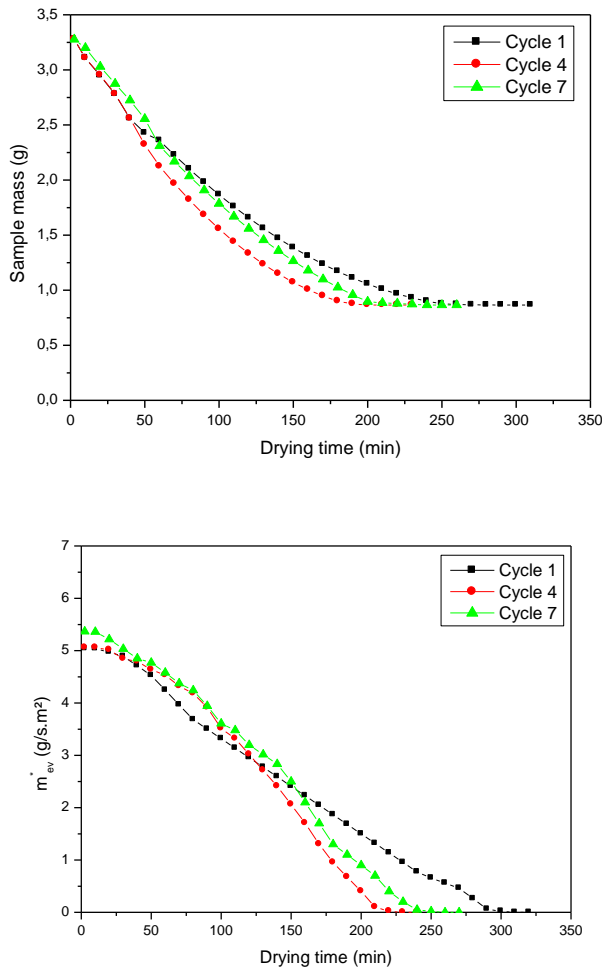 3,5
3,0
2,5
2,0
1,5
1,0
0,5
0,0
Sample mass (g)
Cycle 1
Cycle 4
Cycle 7
0 50 100 150 200 250 300 350
Drying time (min)
7
6
5
4
3
2
1
0
m*ev (g/s.m²)
Cycle 1
Cycle 4
Cycle 7
0 50 100 150 200 250 300 350
Drying time (min)